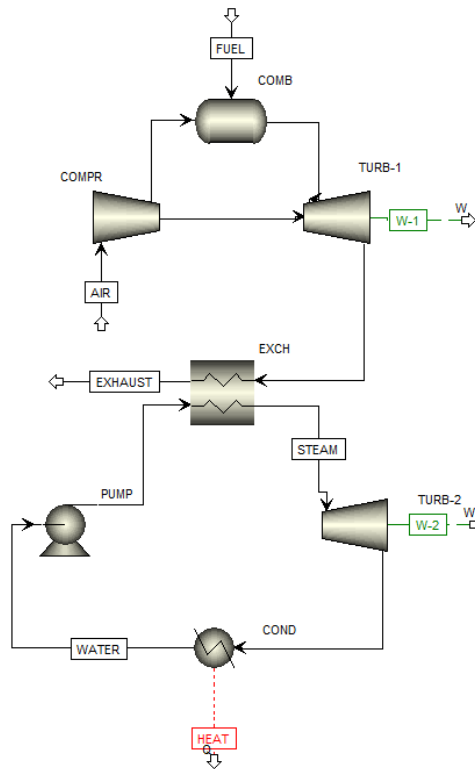 FUEL
COMB
COMPR
TURB-1
W-1
W
AIR
EXCH
EXHAUST
STEAM
PUMP
TURB-2
W-2
W
COND
WATER
HEAT
Q